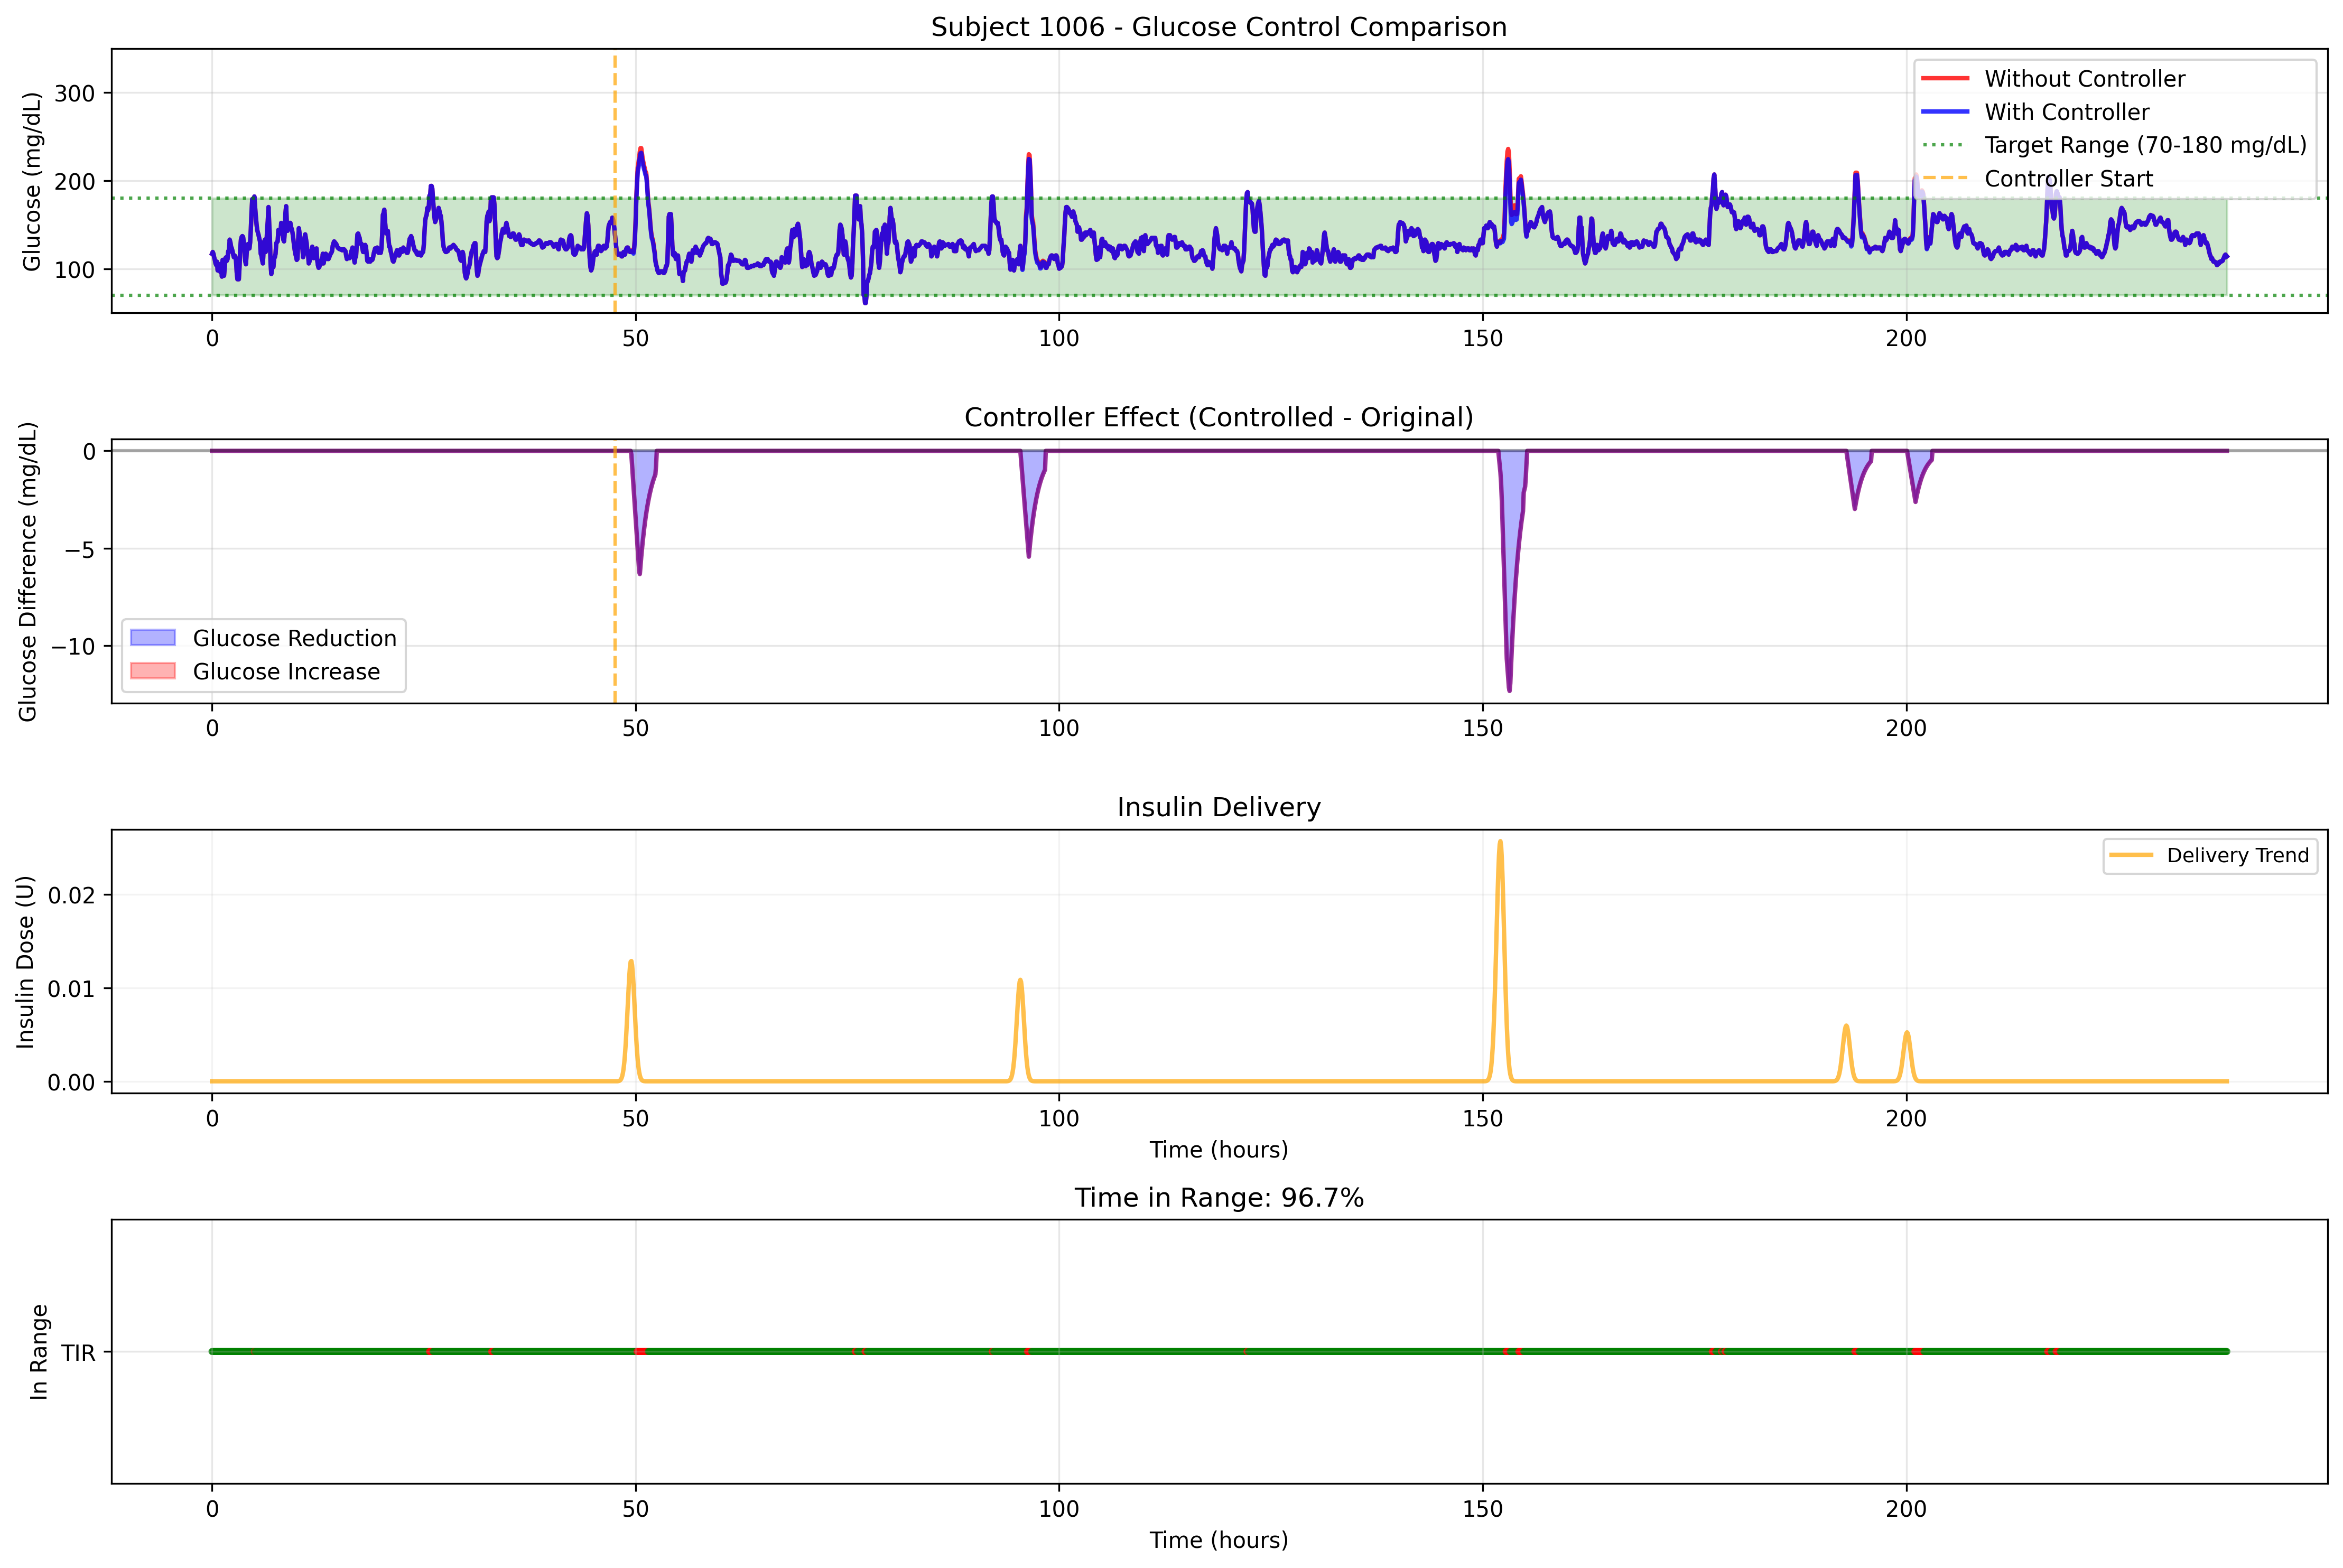 Subject 1006 - Glucose Control Comparison
Glucose (mg/dL)
300
200
100
Without Controller
With Controller
Target Range (70-180 mg/dL)
Controller Start
0 50 100 150 200
Controller Effect (Controlled - Original)
Glucose Difference (mg/dL)
0
−5
−10
Glucose Reduction
Glucose Increase
0 50 100 150 200
Insulin Delivery
Insulin Dose (U)
0.02
0.01
0.00
Delivery Trend
0 50 100 150 200
Time (hours)
Time in Range: 96.7%
In Range
TIR
0 50 100 150 200
Time (hours)